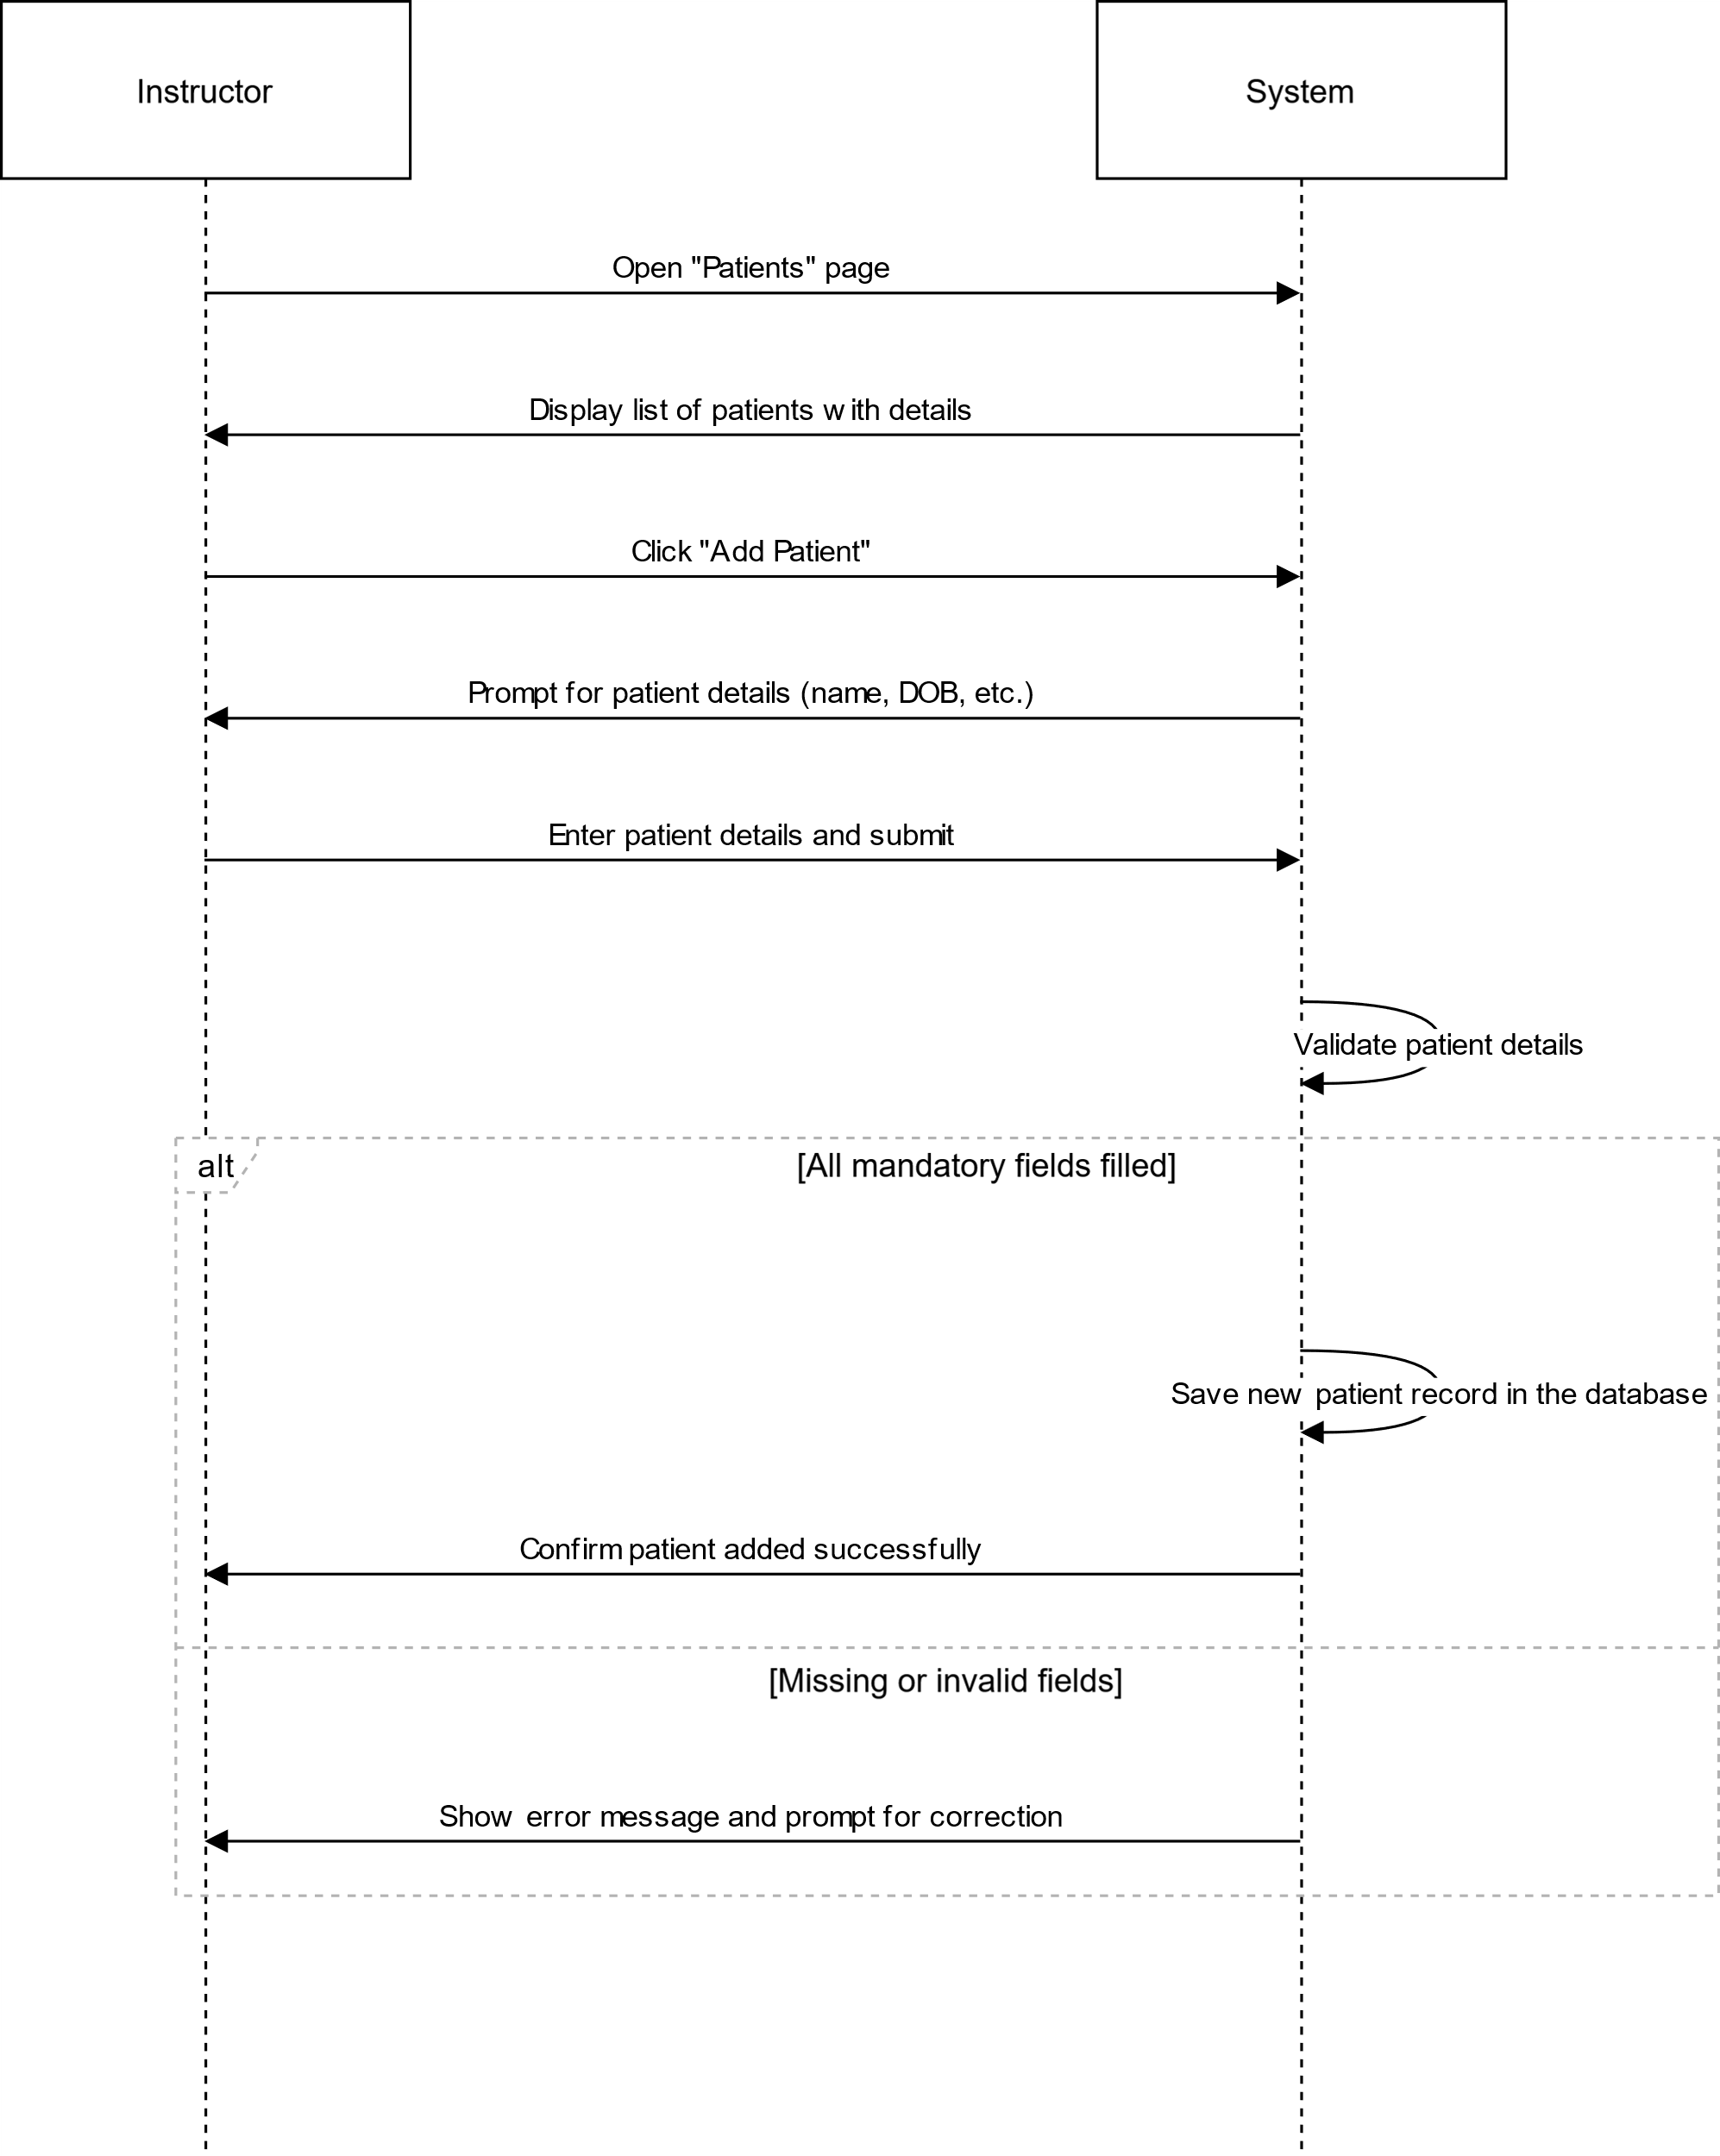 Instructor
System
Open "Patients" page
Display list of patients with details
Click "Add Patient"
Prompt for patient details (name, DOB, etc.)
Enter patient details and submit
Validate patient details
alt
[All mandatory fields filled]
Save new patient record in the database
Confirm patient added successfully
[Missing or invalid fields]
Show error message and prompt for correction